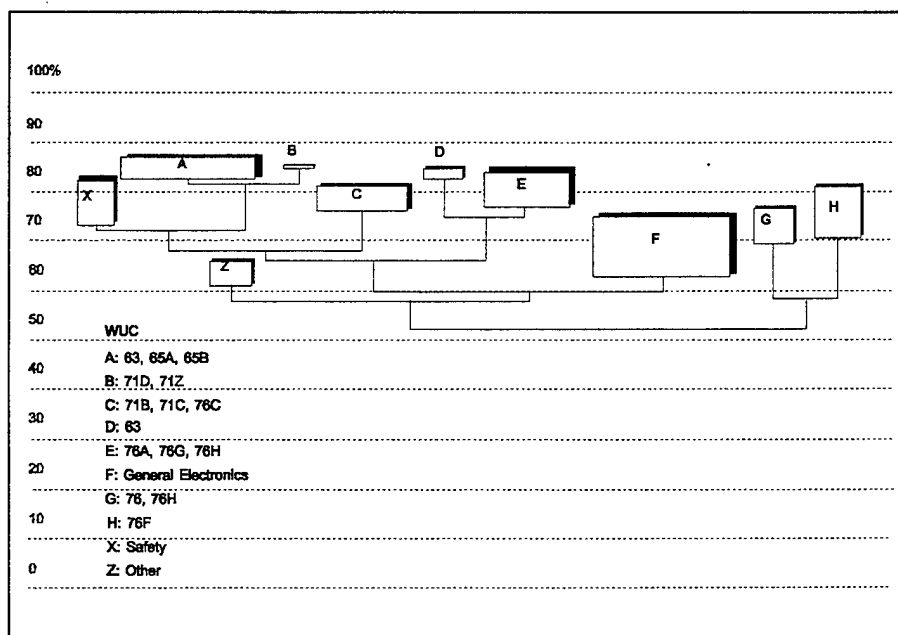 100%
90
80
70
60
50
40
30
20
10
0
X
A
B
C
D
E
F
G
H
Z
WUC
A: 63, 65A, 65B
B: 71D, 71Z
C: 71B, 71C, 76C
D: 63
E: 76A, 76G, 76H
F: General Electronics
G: 76, 76H
H: 76F
X: Safety
Z: Other